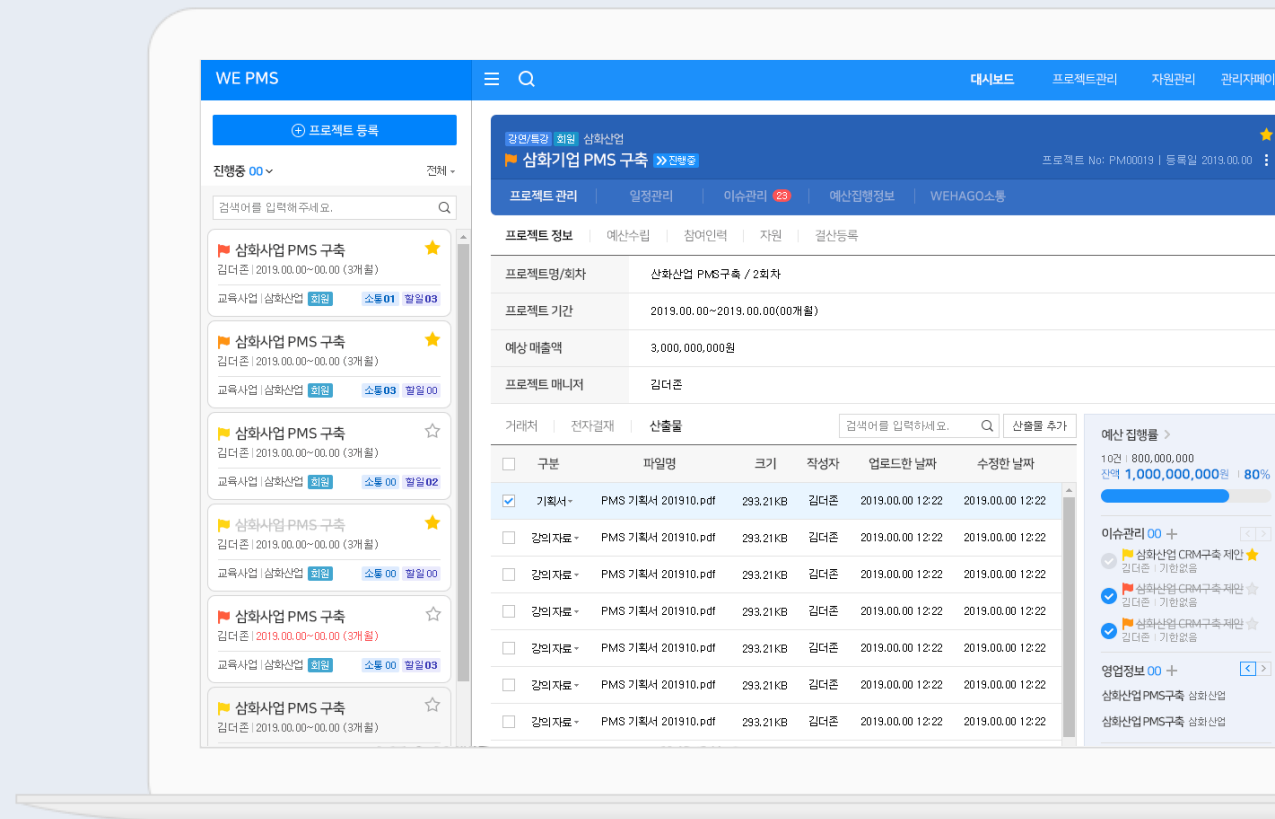 WE PMS
대시보드 프로젝트관리 자원관리 관리자페이
프로젝트 등록
진행중 00 전체
검색어를 입력해주세요.
삼화사업 PMS 구축
김더존 | 2019.00.00~00.00 (3개월)
교육사업 | 삼화산업 회원 소통01 할일03
삼화사업 PMS 구축
김더존 | 2019.00.00~00.00 (3개월)
교육사업 | 삼화산업 회원 소통03 할일00
삼화사업 PMS 구축
김더존 | 2019.00.00~00.00 (3개월)
교육사업 | 삼화산업 회원 소통00 할일02
삼화사업 PMS 구축
김더존 | 2019.00.00~00.00 (3개월)
교육사업 | 삼화산업 회원 소통00 할일00
삼화사업 PMS 구축
김더존 | 2019.00.00~00.00 (3개월)
교육사업 | 삼화산업 회원 소통00 할일03
삼화사업 PMS 구축
김더존 | 2019.00.00~00.00 (3개월)
강연/특강 회원 삼화산업
삼화기업 PMS 구축 진행중
프로젝트 No: PM00019 | 등록일 2019.00.00
프로젝트 관리 일정관리 이슈관리 23 예산집행정보 WEHAGO소통
프로젝트 정보 예산수립 참여인력 자원 결산등록
프로젝트명/회차 산화산업 PMS구축 / 2회차
프로젝트 기간 2019.00.00~2019.00.00(00개월)
예상 매출액 3,000,000,000원
프로젝트 매니저 김더존
거래처 전자결재 산출물 검색어를 입력하세요. 산출물 추가
구분 파일명 크기 작성자 업로드한 날짜 수정한 날짜
기획서 PMS 기획서 201910.pdf 293.21KB 김더존 2019.00.00 12:22 2019.00.00 12:22
강의자료 PMS 기획서 201910.pdf 293.21KB 김더존 2019.00.00 12:22 2019.00.00 12:22
강의자료 PMS 기획서 201910.pdf 293.21KB 김더존 2019.00.00 12:22 2019.00.00 12:22
강의자료 PMS 기획서 201910.pdf 293.21KB 김더존 2019.00.00 12:22 2019.00.00 12:22
강의자료 PMS 기획서 201910.pdf 293.21KB 김더존 2019.00.00 12:22 2019.00.00 12:22
강의자료 PMS 기획서 201910.pdf 293.21KB 김더존 2019.00.00 12:22 2019.00.00 12:22
강의자료 PMS 기획서 201910.pdf 293.21KB 김더존 2019.00.00 12:22 2019.00.00 12:22
예산 집행률
10건 | 800,000,000
잔액 1,000,000,000원 | 80%
이슈관리 00
삼화산업 CRM구축 제안
김더존 | 기한없음
삼화산업 CRM구축 제안
김더존 | 기한없음
삼화산업 CRM구축 제안
김더존 | 기한없음
영업정보 00
삼화산업PMS구축 삼화산업
삼화산업PMS구축 삼화산업